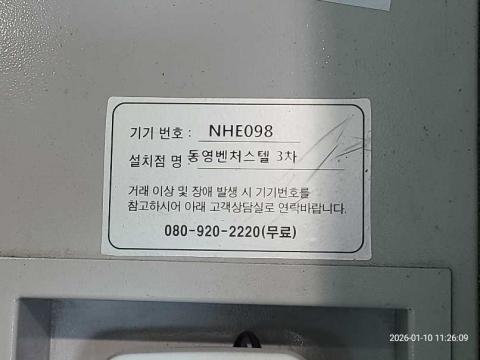 기기 번호 : NHE098
설치점 명 동영벤처스텔 3차
거래 이상 및 장애 발생 시 기기번호를
참고하시어 아래 고객상담실로 연락바랍니다.
080-920-2220(무료)
2026-01-10 11:26:09